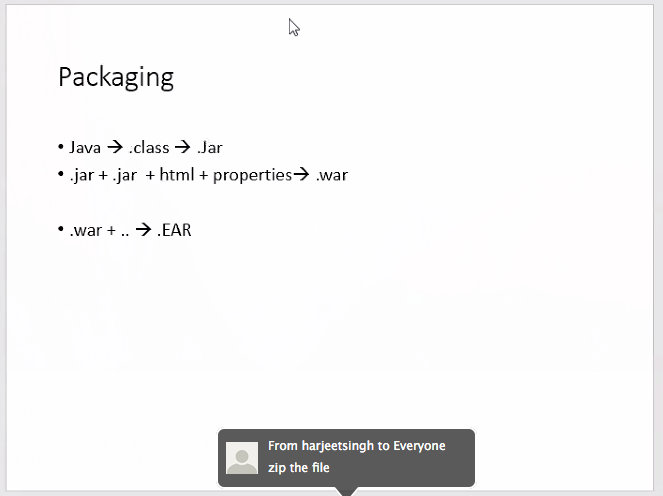 Packaging
• Java → .class → .Jar
• .jar + .jar + html + properties→ .war
• .war + .. → .EAR
From harjeetsingh to Everyone
zip the file